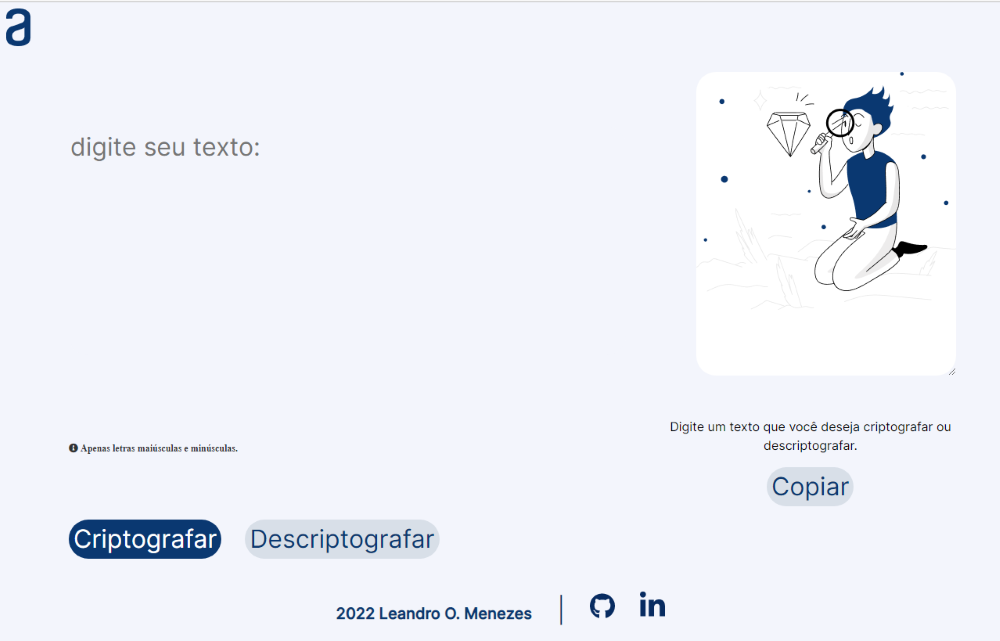 a
digite seu texto:
Apenas letras maiúsculas e minúsculas.
Criptografar
Descriptografar
Digite um texto que você deseja criptografar ou
descriptografar.
Copiar
2022 Leandro O. Menezes
in